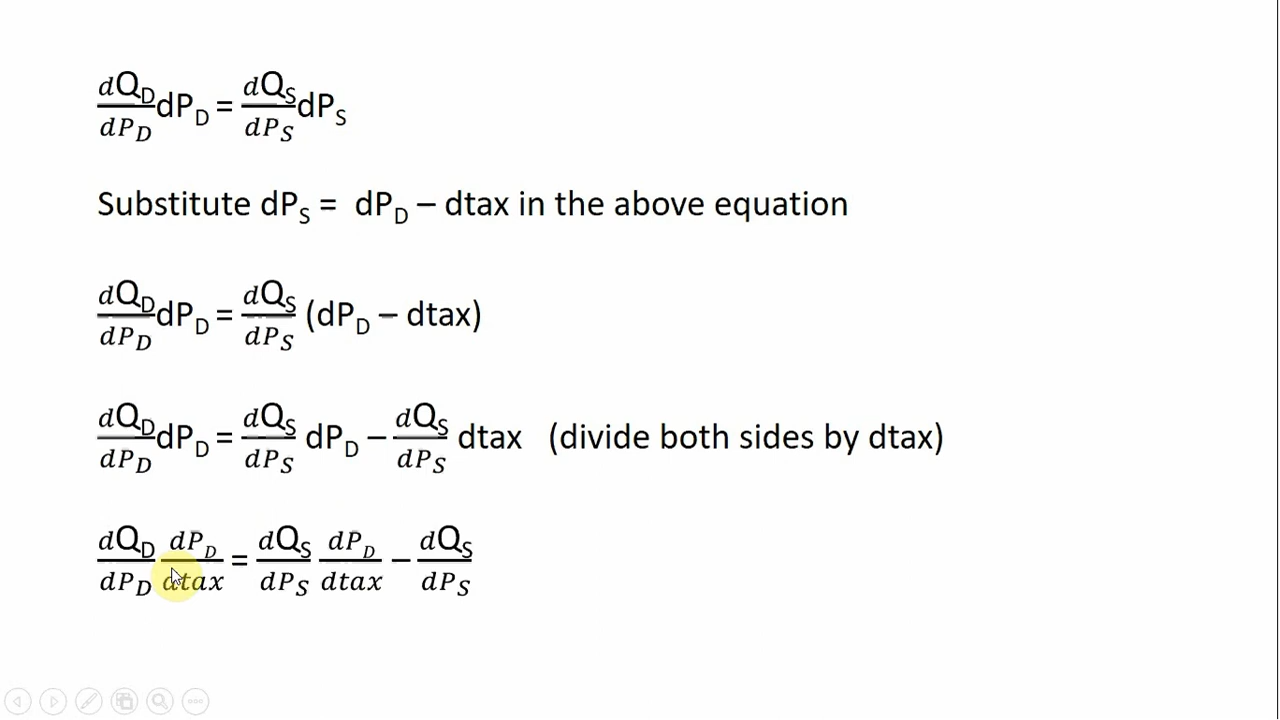 dQ_D/dP_D dP_D = dQ_S/dP_S dP_S
Substitute dP_S = dP_D – dtax in the above equation
dQ_D/dP_D dP_D = dQ_S/dP_S (dP_D – dtax)
dQ_D/dP_D dP_D = dQ_S/dP_S dP_D – dQ_S/dP_S dtax (divide both sides by dtax)
dQ_D/dP_D dP_D/dtax = dQ_S/dP_S dP_D/dtax – dQ_S/dP_S